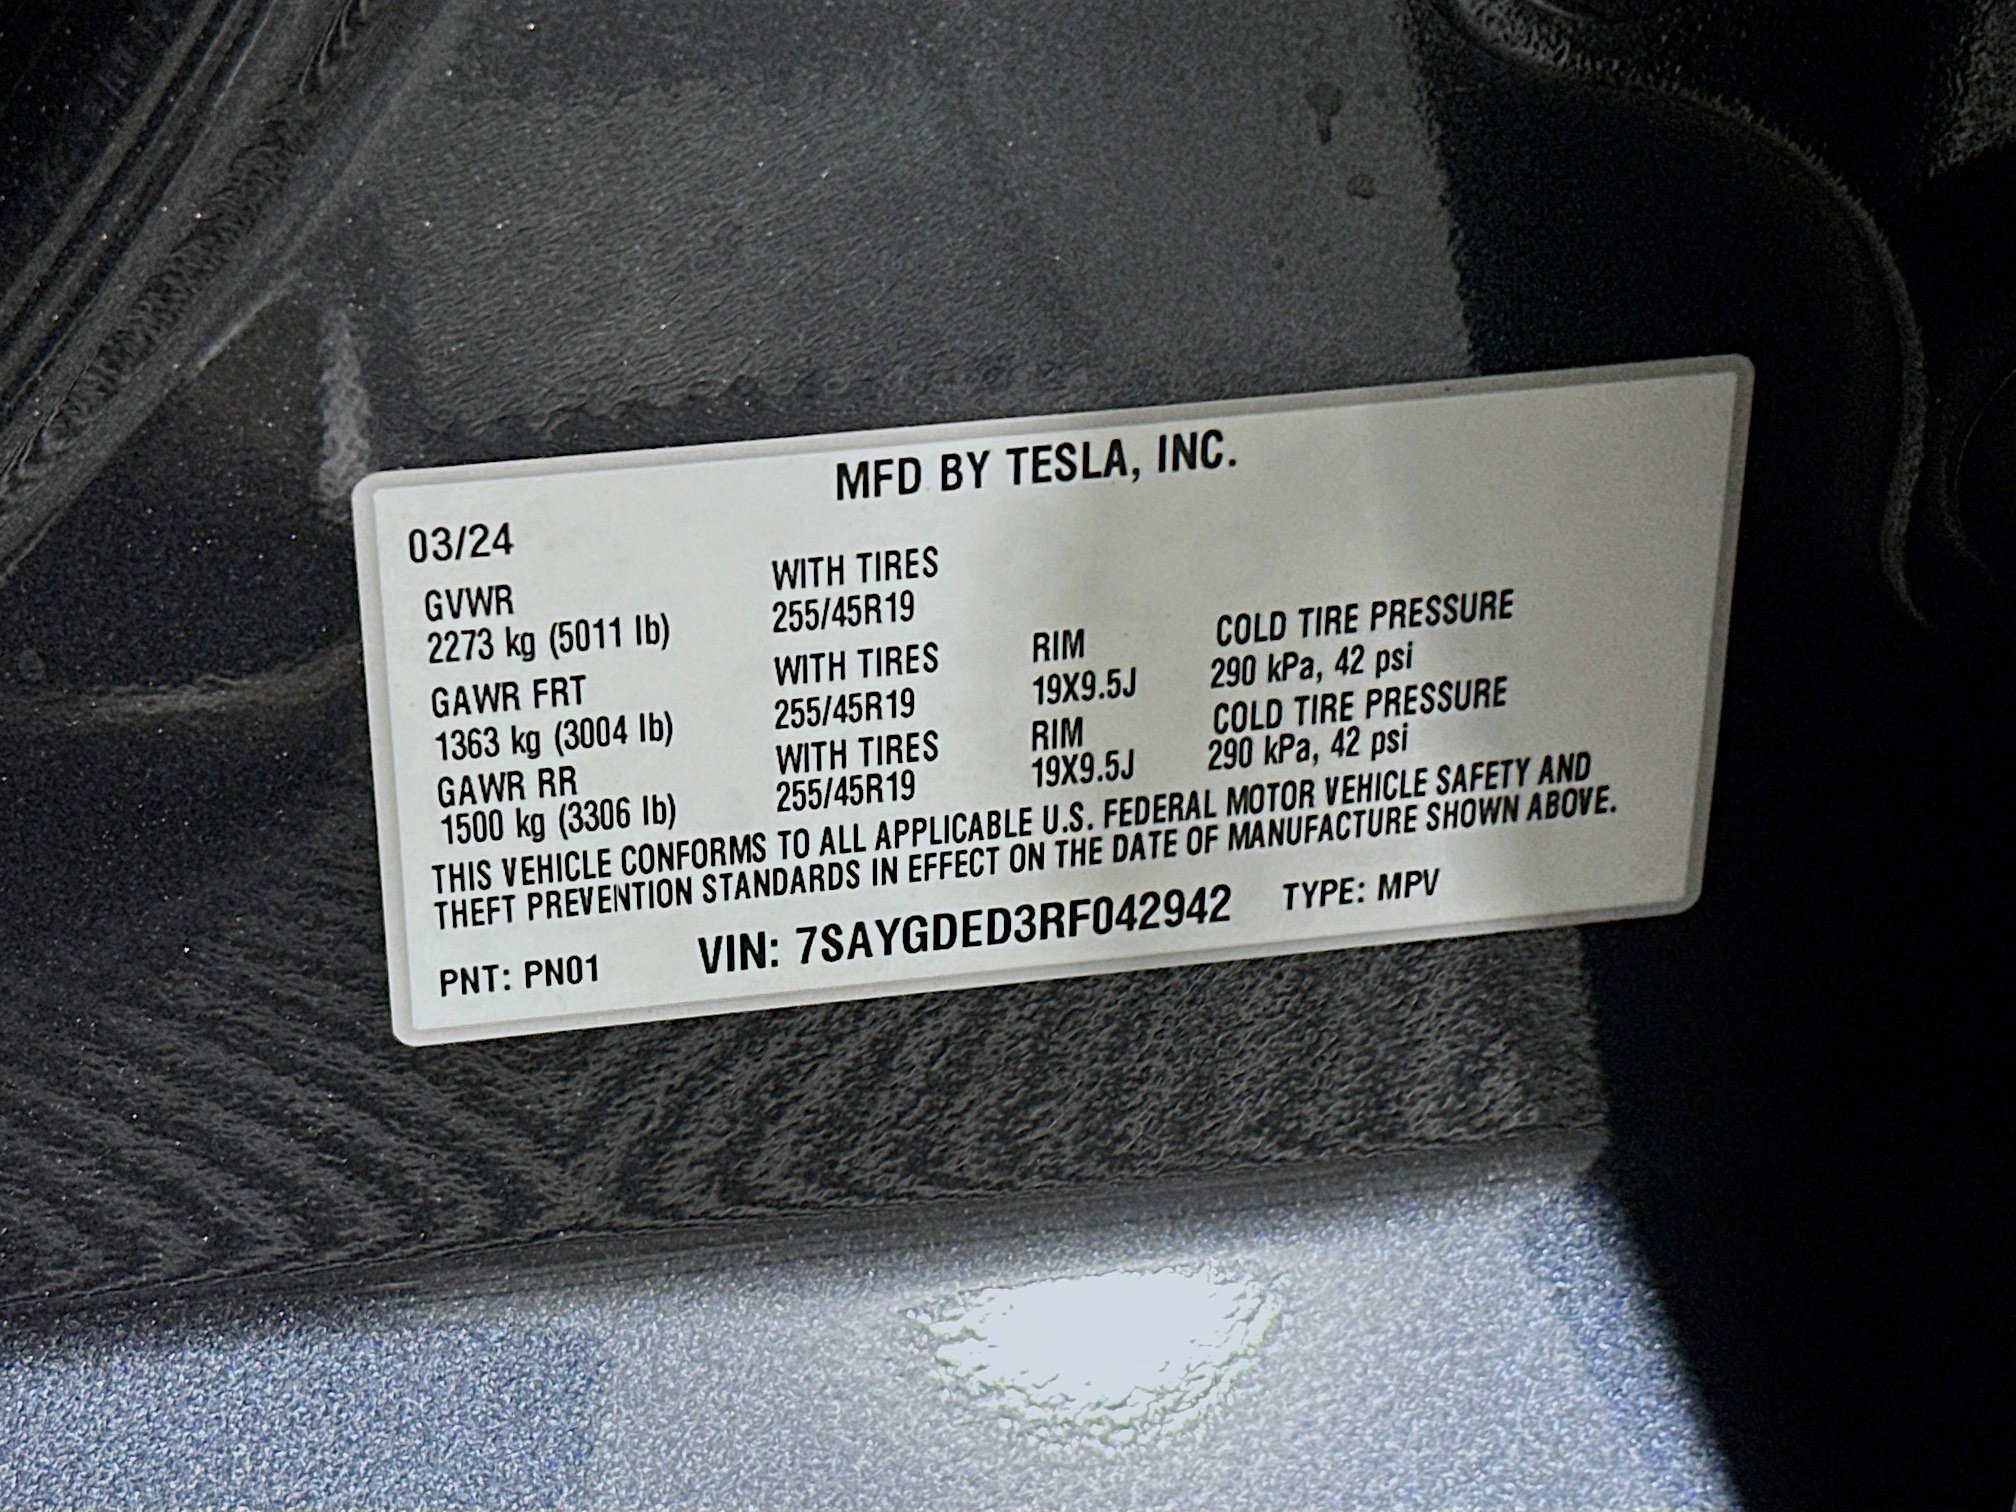 MFD BY TESLA, INC.
03/24
GVWR WITH TIRES
2273 kg (5011 lb) 255/45R19
GAWR FRT WITH TIRES RIM COLD TIRE PRESSURE
1363 kg (3004 lb) 255/45R19 19X9.5J 290 kPa, 42 psi
GAWR RR WITH TIRES RIM COLD TIRE PRESSURE
1500 kg (3306 lb) 255/45R19 19X9.5J 290 kPa, 42 psi
THIS VEHICLE CONFORMS TO ALL APPLICABLE U.S. FEDERAL MOTOR VEHICLE SAFETY AND
THEFT PREVENTION STANDARDS IN EFFECT ON THE DATE OF MANUFACTURE SHOWN ABOVE.
PNT: PN01 VIN: 7SAYGDED3RF042942 TYPE: MPV